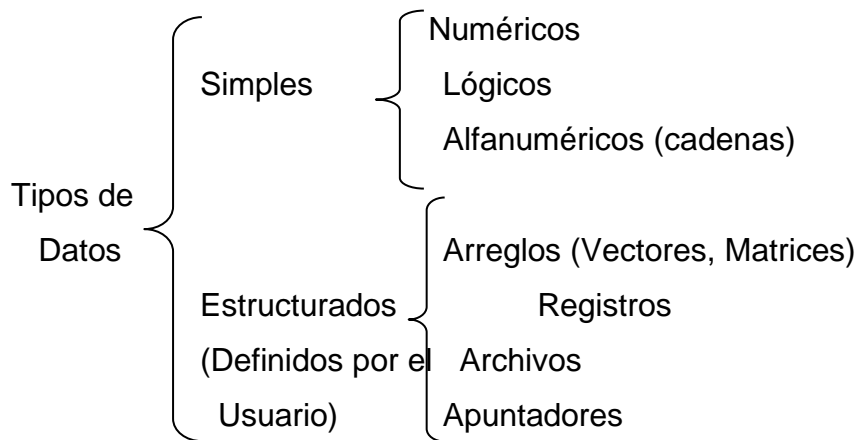 Numéricos
Simples
Lógicos
Alfanuméricos (cadenas)
Tipos de
Datos
Arreglos (Vectores, Matrices)
Estructurados
Registros
(Definidos por el
Archivos
Usuario)
Apuntadores